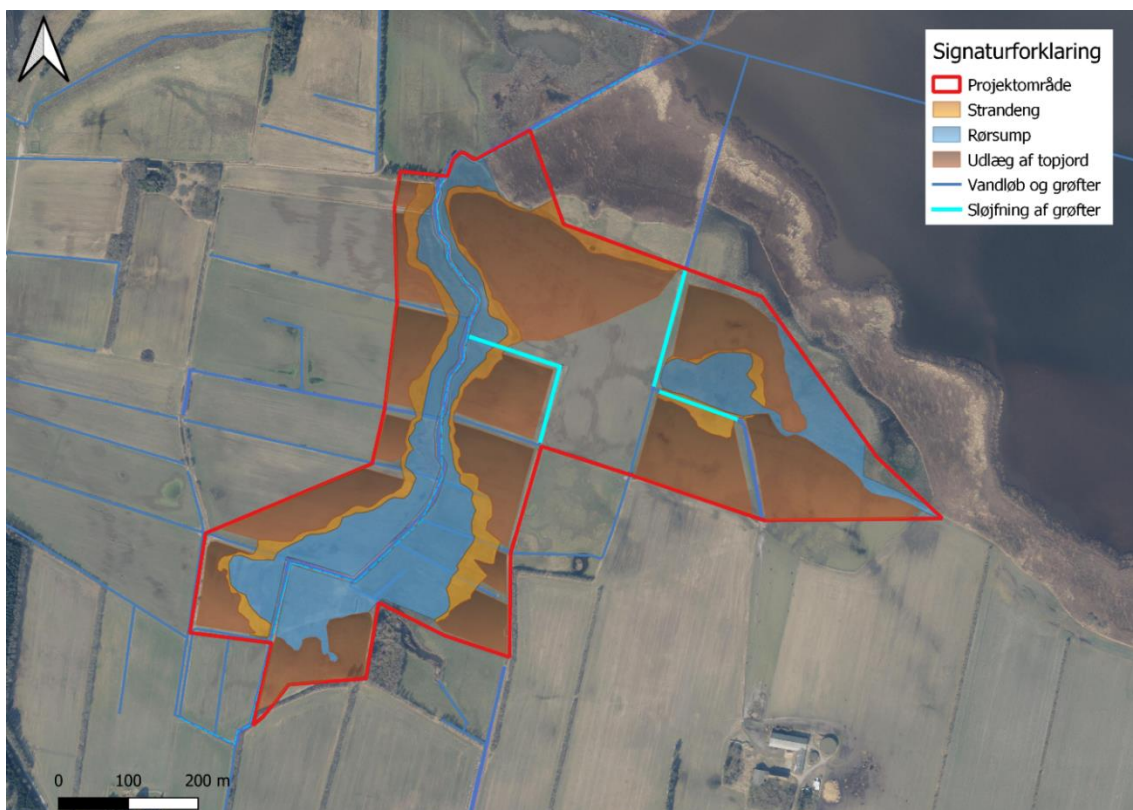 Signaturforklaring
Projektområde
Strandeng
Rørsump
Udlæg af topjord
Vandløb og grøfter
Sløjfning af grøfter
0 100 200 m